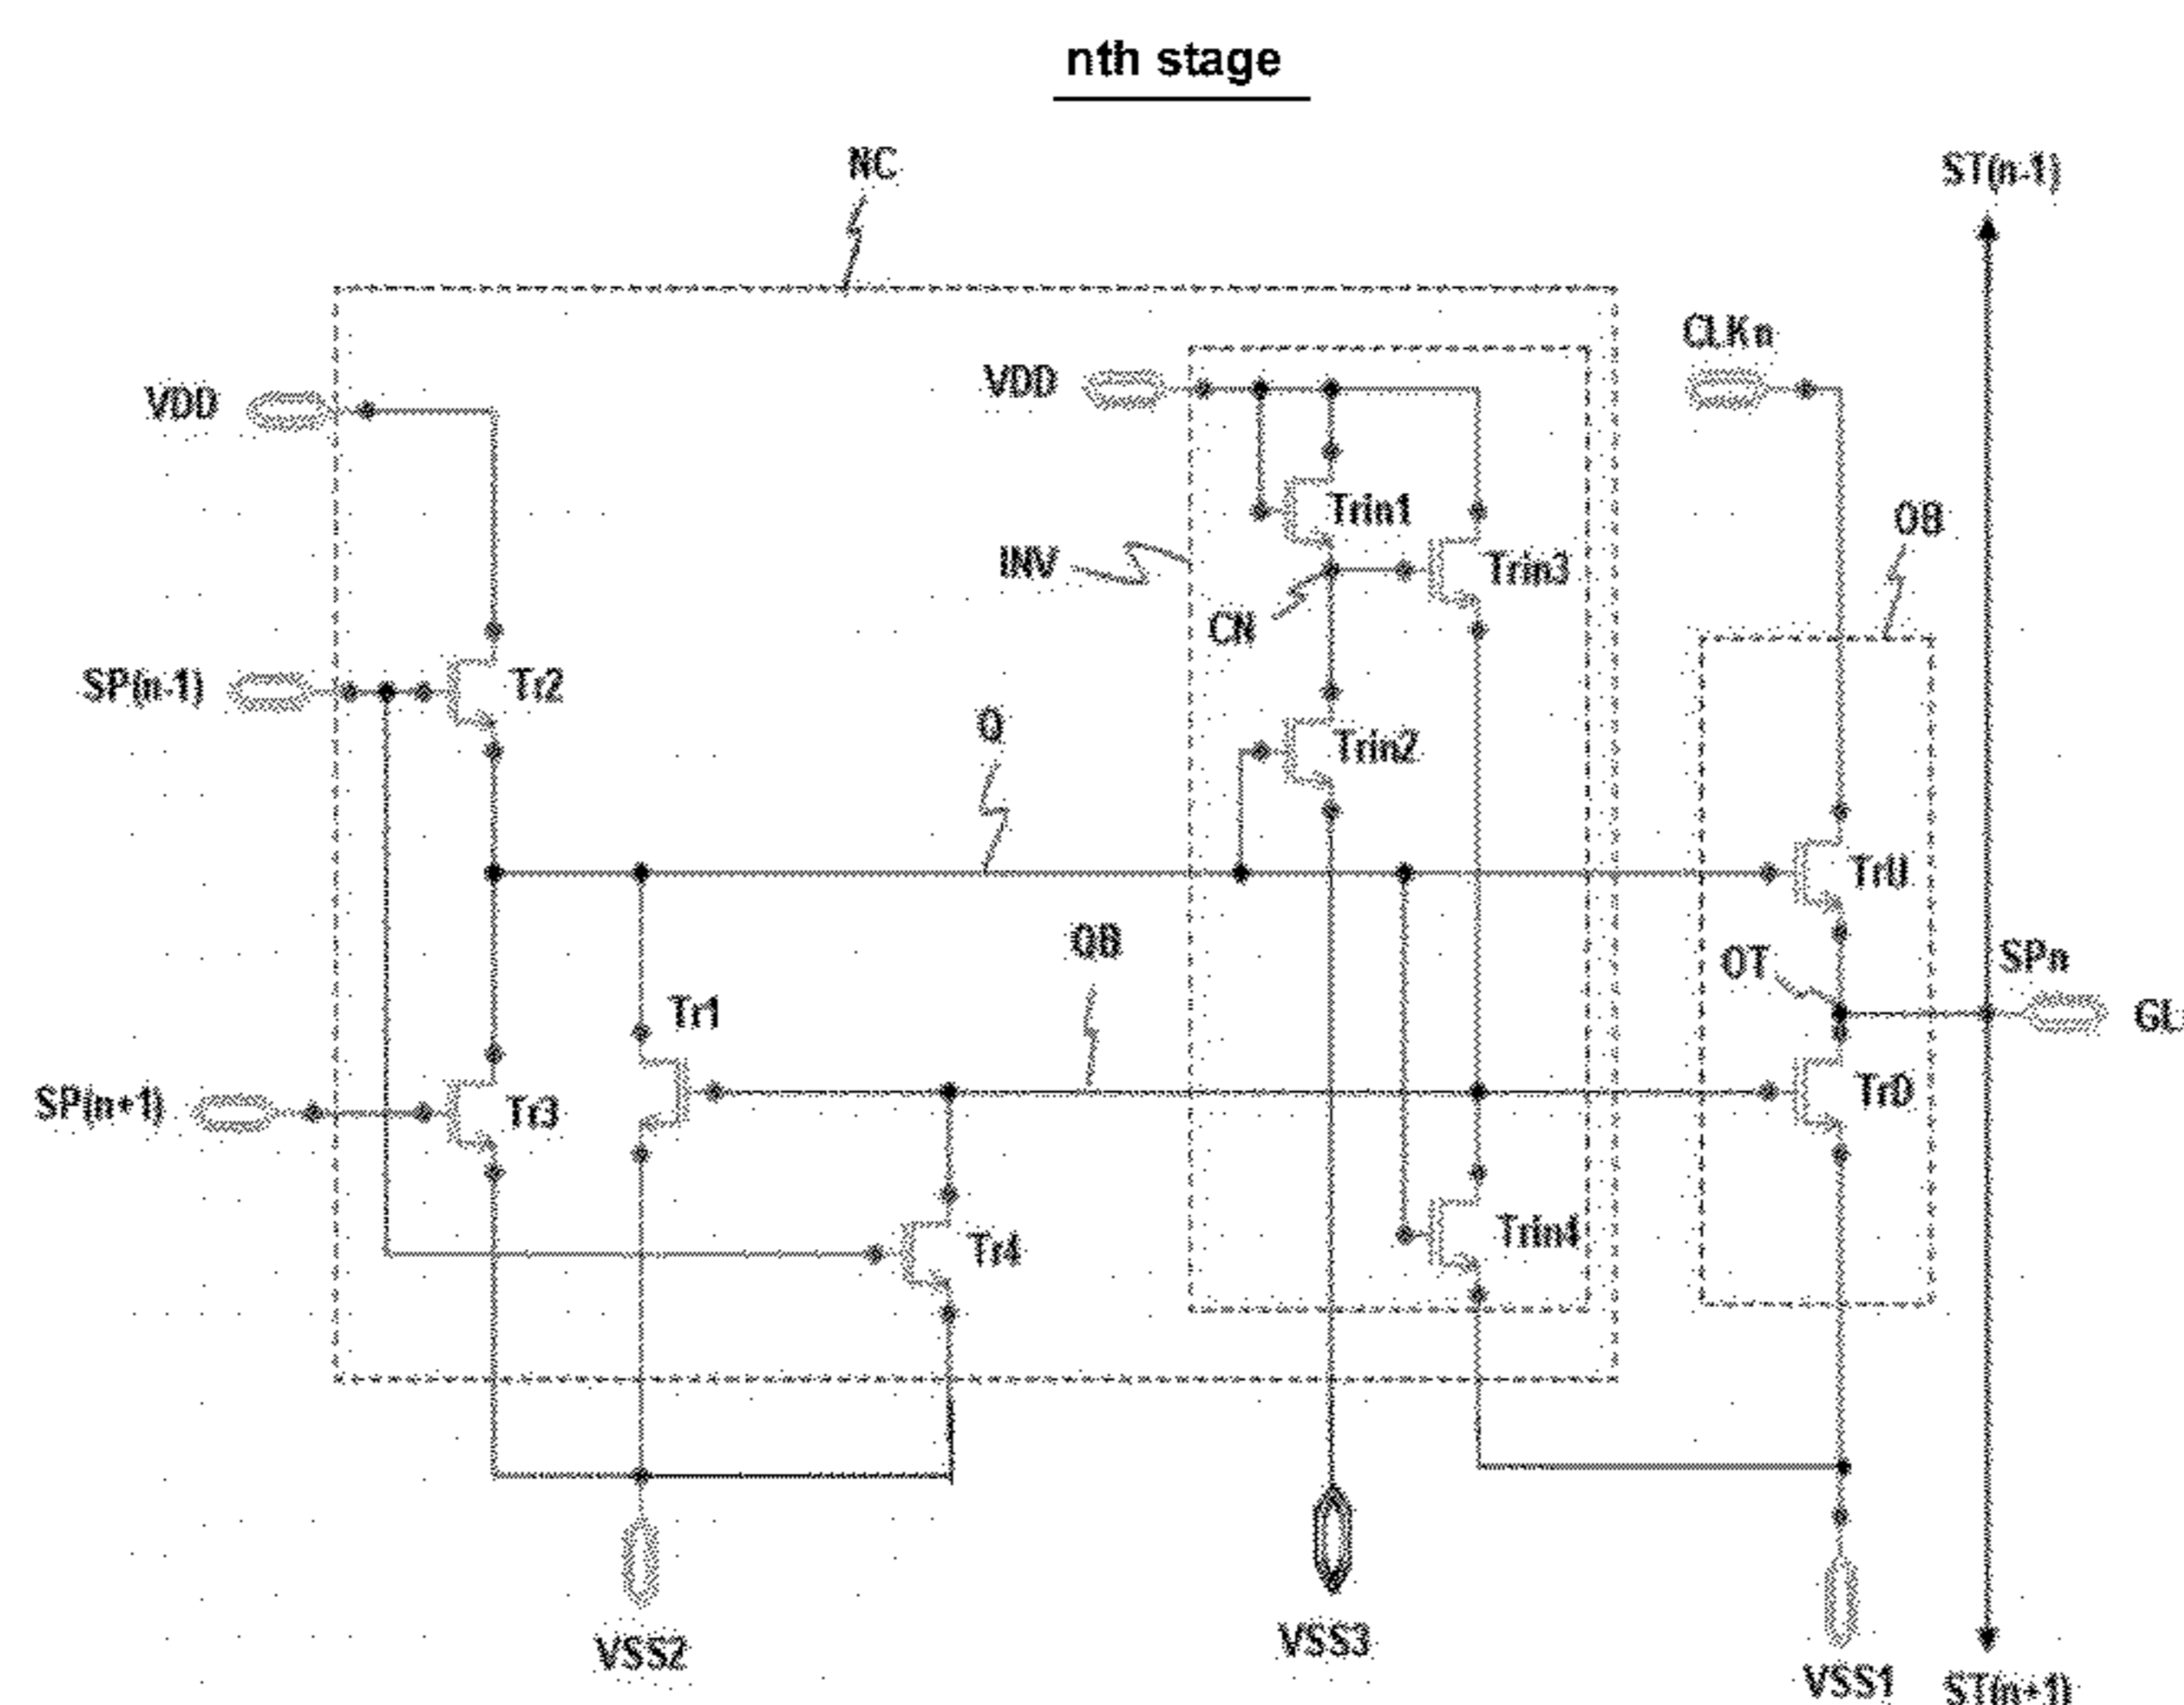 nth stage
NC
ST(n-1)
CLKn
VDD
VDD
Trin1
OB
INV
Trin3
CN
SP(n-1)
Tr2
Q
Trin2
TrU
QB
OT
SPn
Tr1
GL
SP(n+1)
Tr3
TrD
Tr4
Trin4
VSS2
VSS3
VSS1
ST(n+1)